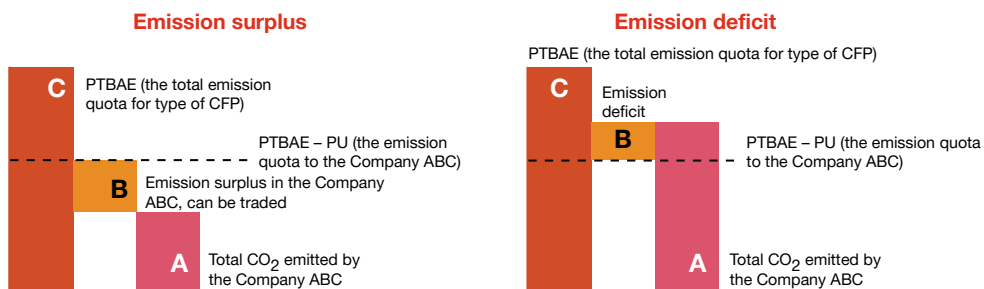 Emission surplus
C
PTBAE (the total emission
quota for type of CFP)
PTBAE – PU (the emission
quota to the Company ABC)
B
Emission surplus in the Company
ABC, can be traded
A
Total CO2 emitted by
the Company ABC
Emission deficit
PTBAE (the total emission quota for type of CFP)
C
Emission
deficit
B
PTBAE – PU (the emission quota
to the Company ABC)
A
Total CO2 emitted by
the Company ABC